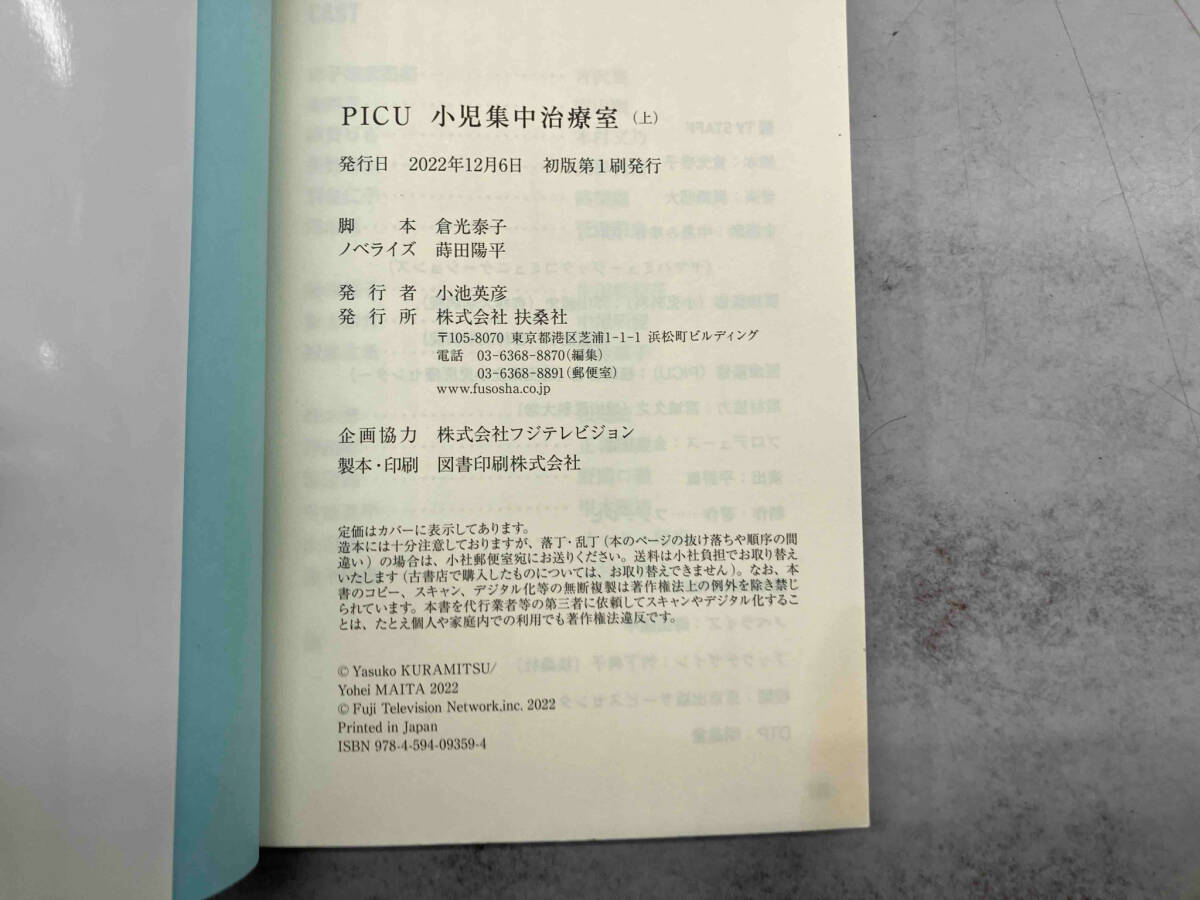 PICU 小児集中治療室（上）
発行日 2022年12月6日 初版第1刷発行
脚 本 倉光泰子
ノベライズ 蒔田陽平
発 行 者 小池英彦
発 行 所 株式会社 扶桑社
〒105-8070 東京都港区芝浦1-1-1 浜松町ビルディング
電話 03-6368-8870（編集）
03-6368-8891（郵便室）
www.fusosha.co.jp
企画協力 株式会社フジテレビジョン
製本・印刷 図書印刷株式会社
定価はカバーに表示してあります。
造本には十分注意しておりますが、落丁・乱丁（本のページの抜け落ちや順序の間
違い）の場合は、小社郵便室宛にお送りください。送料は小社負担でお取り替え
いたします（古書店で購入したものについては、お取り替えできません）。なお、本
書のコピー、スキャン、デジタル化等の無断複製は著作権法上の例外を除き禁じ
られています。本書を代行業者等の第三者に依頼してスキャンやデジタル化するこ
とは、たとえ個人や家庭内での利用でも著作権法違反です。
© Yasuko KURAMITSU/
Yohei MAITA 2022
© Fuji Television Network,inc. 2022
Printed in Japan
ISBN 978-4-594-09359-4